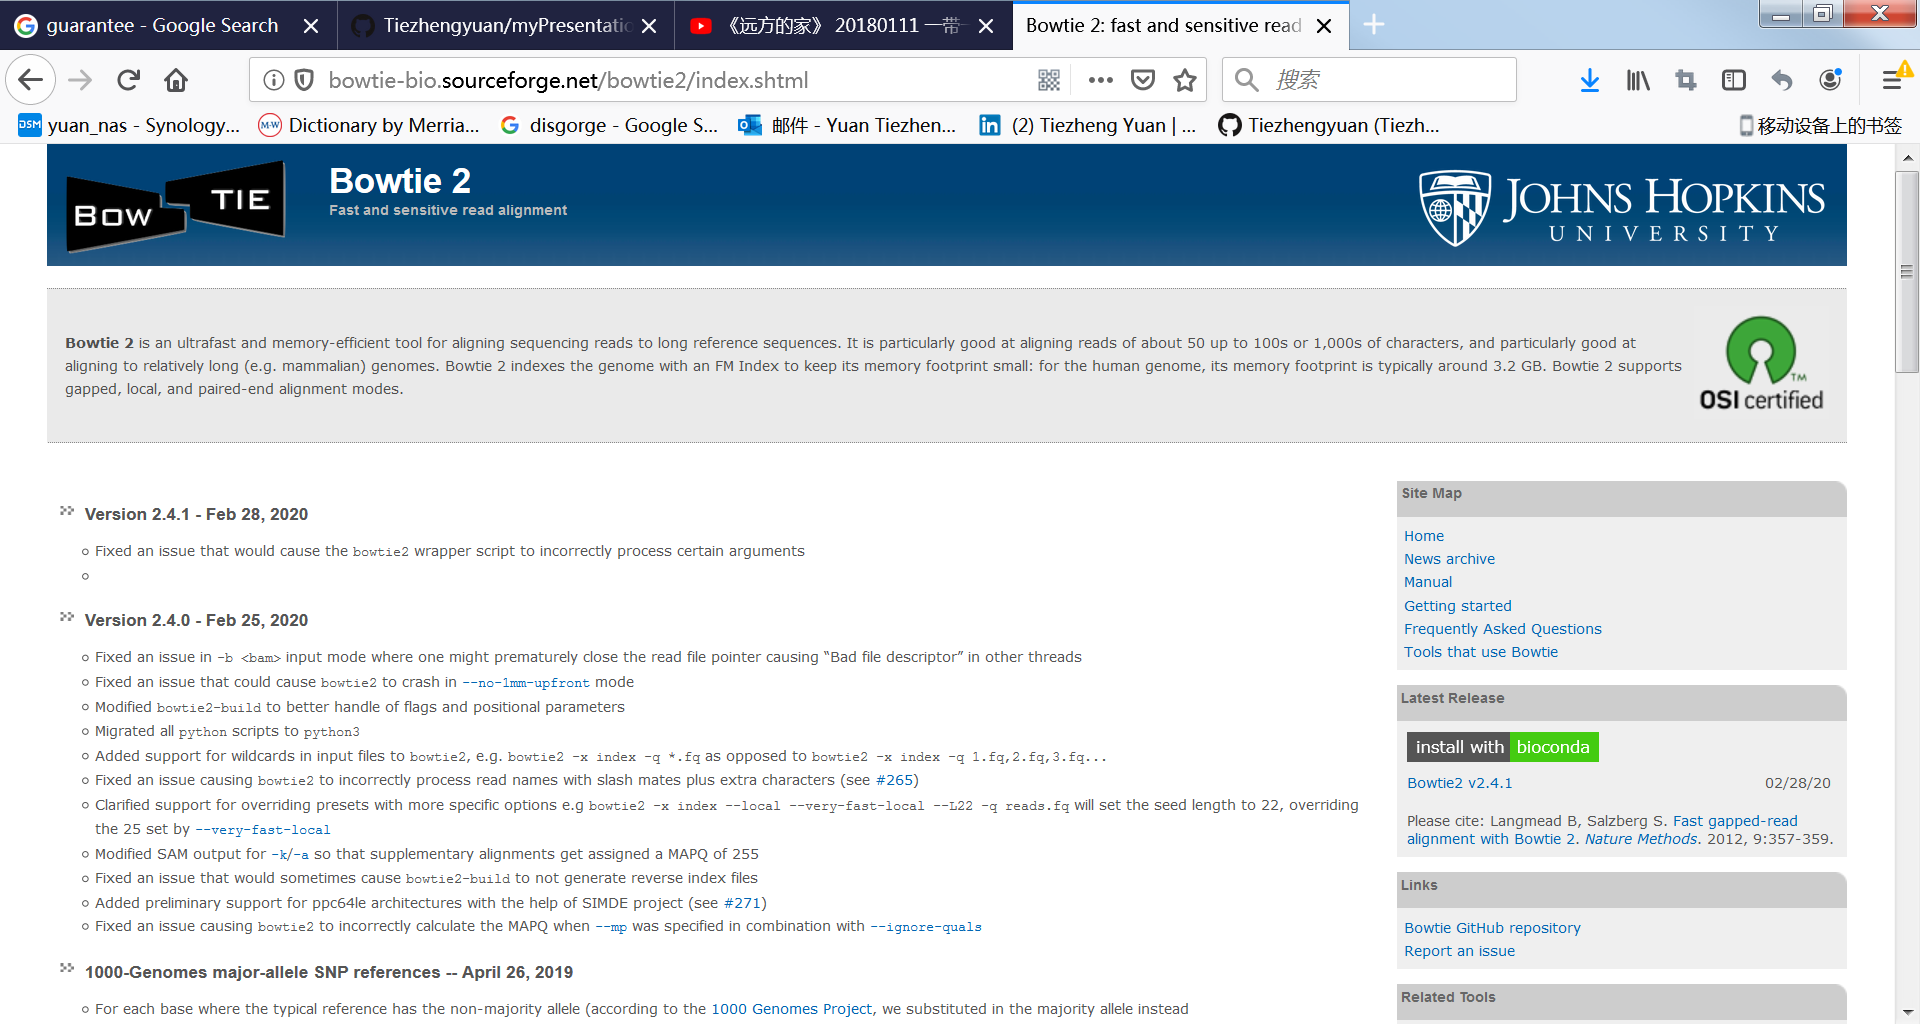 guarantee - Google Search
Tiezhengyuan/myPresentatio
《远方的家》 20180111 一带一
Bowtie 2: fast and sensitive read
bowtie-bio.sourceforge.net/bowtie2/index.shtml
搜索
DSM yuan_nas - Synology...
M-W Dictionary by Merria...
disgorge - Google S...
邮件 - Yuan Tiezhen...
in (2) Tiezheng Yuan | ...
Tiezhengyuan (Tiezh...
移动设备上的书签
BOW TIE
Bowtie 2
Fast and sensitive read alignment
JOHNS HOPKINS
UNIVERSITY
Bowtie 2 is an ultrafast and memory-efficient tool for aligning sequencing reads to long reference sequences. It is particularly good at aligning reads of about 50 up to 100s or 1,000s of characters, and particularly good at
aligning to relatively long (e.g. mammalian) genomes. Bowtie 2 indexes the genome with an FM Index to keep its memory footprint small: for the human genome, its memory footprint is typically around 3.2 GB. Bowtie 2 supports
gapped, local, and paired-end alignment modes.
TM
OSI certified
Version 2.4.1 - Feb 28, 2020
Fixed an issue that would cause the bowtie2 wrapper script to incorrectly process certain arguments
Version 2.4.0 - Feb 25, 2020
Fixed an issue in -b <bam> input mode where one might prematurely close the read file pointer causing “Bad file descriptor” in other threads
Fixed an issue that could cause bowtie2 to crash in --no-1mm-upfront mode
Modified bowtie2-build to better handle of flags and positional parameters
Migrated all python scripts to python3
Added support for wildcards in input files to bowtie2, e.g. bowtie2 -x index -q *.fq as opposed to bowtie2 -x index -q 1.fq,2.fq,3.fq...
Fixed an issue causing bowtie2 to incorrectly process read names with slash mates plus extra characters (see #265)
Clarified support for overriding presets with more specific options e.g bowtie2 -x index --local --very-fast-local --L22 -q reads.fq will set the seed length to 22, overriding
the 25 set by --very-fast-local
Modified SAM output for -k/-a so that supplementary alignments get assigned a MAPQ of 255
Fixed an issue that would sometimes cause bowtie2-build to not generate reverse index files
Added preliminary support for ppc64le architectures with the help of SIMDE project (see #271)
Fixed an issue causing bowtie2 to incorrectly calculate the MAPQ when --mp was specified in combination with --ignore-quals
1000-Genomes major-allele SNP references -- April 26, 2019
For each base where the typical reference has the non-majority allele (according to the 1000 Genomes Project, we substituted in the majority allele instead
Site Map
Home
News archive
Manual
Getting started
Frequently Asked Questions
Tools that use Bowtie
Latest Release
install with bioconda
Bowtie2 v2.4.1 02/28/20
Please cite: Langmead B, Salzberg S. Fast gapped-read
alignment with Bowtie 2. Nature Methods. 2012, 9:357-359.
Links
Bowtie GitHub repository
Report an issue
Related Tools